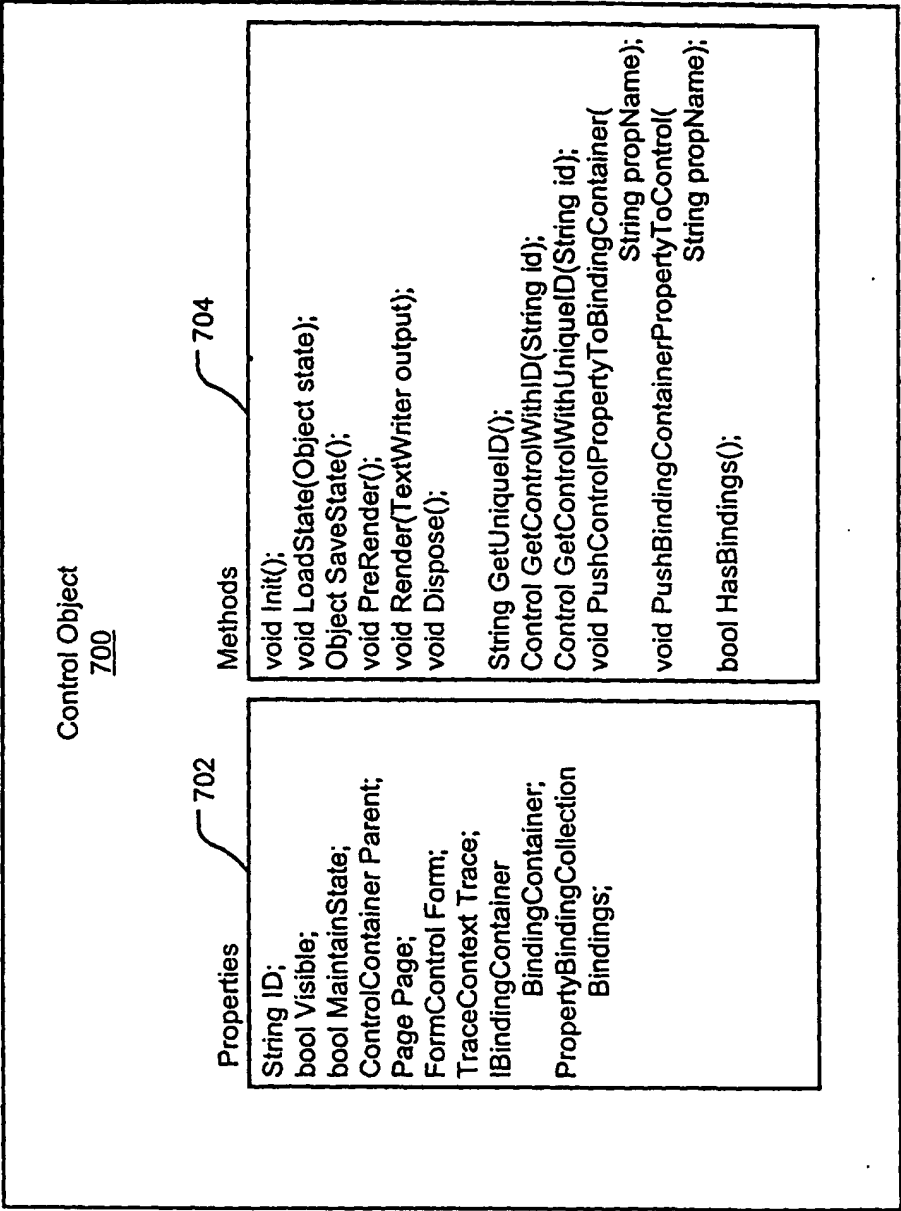 Control Object
700
Properties
702
String ID;
bool Visible;
bool MaintainState;
ControlContainer Parent;
Page Page;
FormControl Form;
TraceContext Trace;
IBindingContainer
BindingContainer;
PropertyBindingCollection
Bindings;
Methods
704
void Init();
void LoadState(Object state);
Object SaveState();
void PreRender();
void Render(TextWriter output);
void Dispose();
String GetUniqueID();
Control GetControlWithID(String id);
Control GetControlWithUniqueID(String id);
void PushControlPropertyToBindingContainer(
String propName);
void PushBindingContainerPropertyToControl(
String propName);
bool HasBindings();